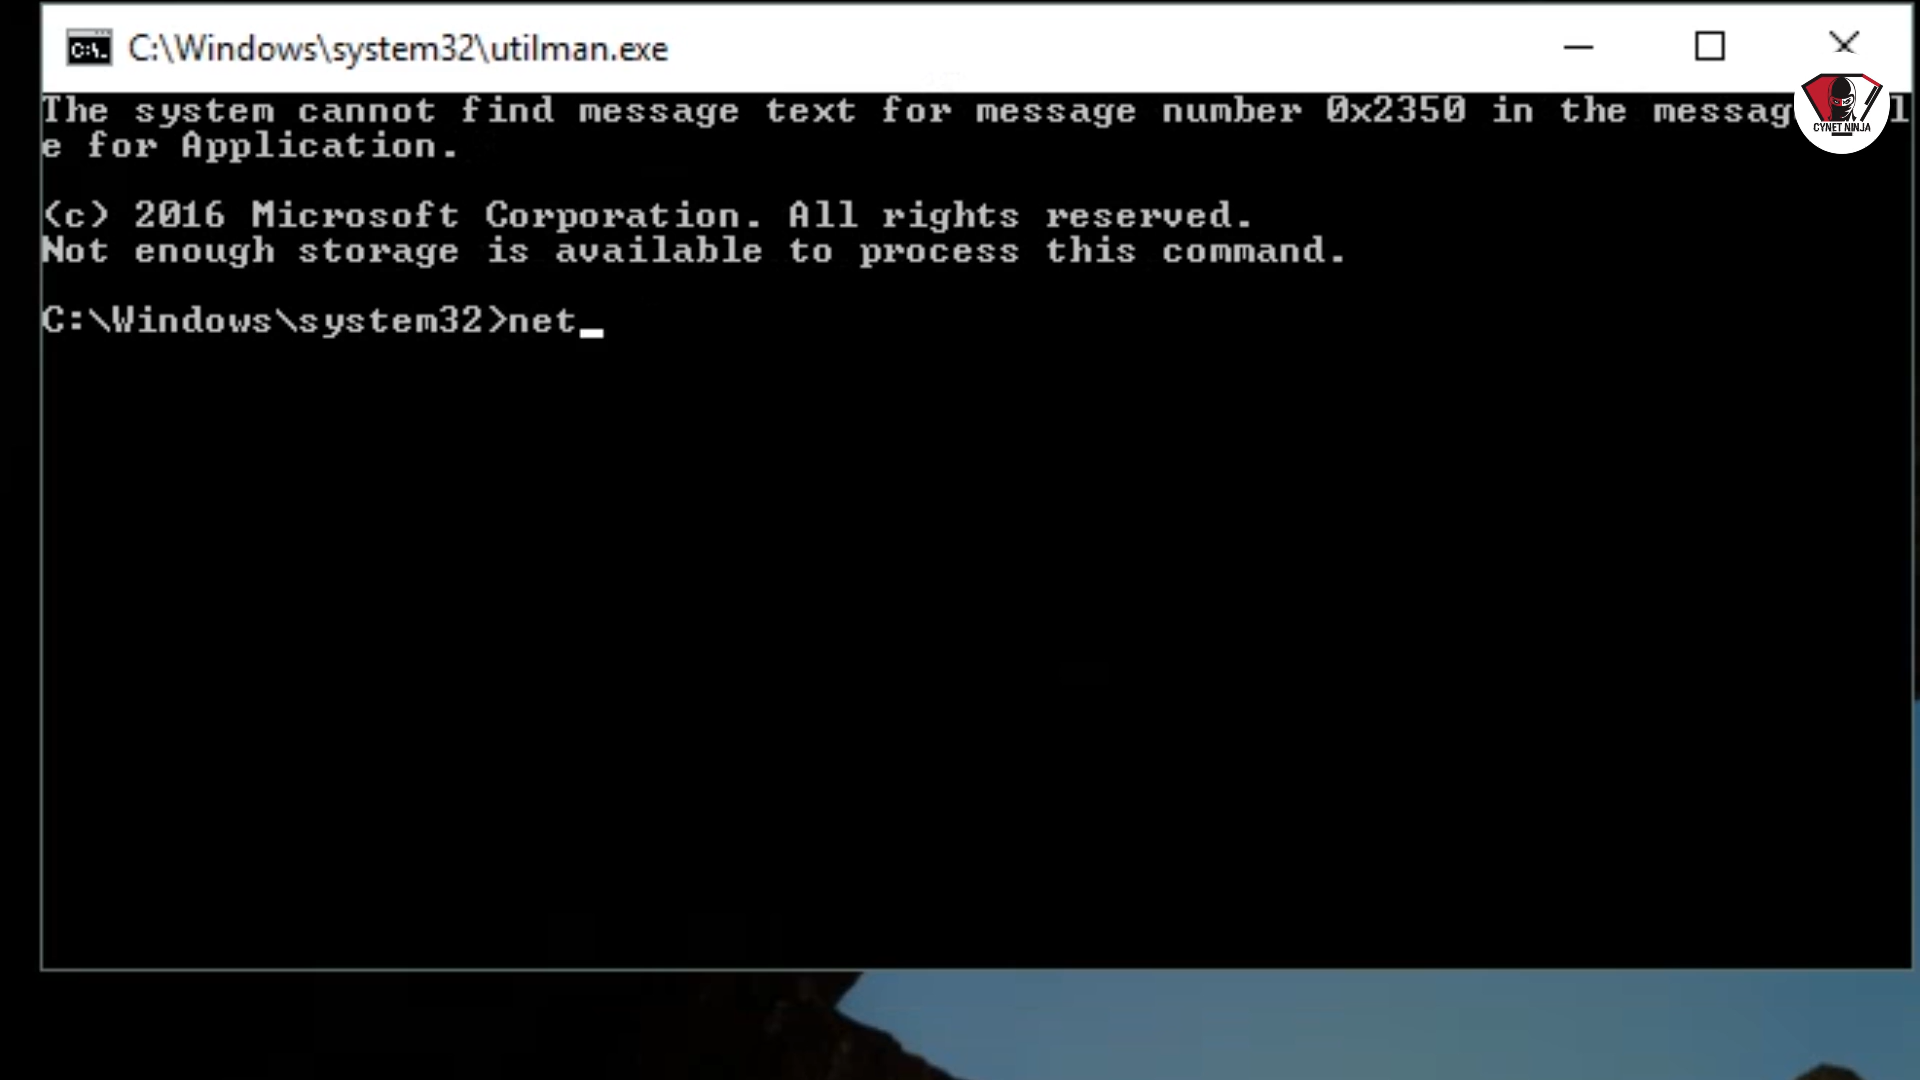 C:\Windows\system32\utilman.exe
The system cannot find message text for message number 0x2350 in the messag
e for Application.
(c) 2016 Microsoft Corporation. All rights reserved.
Not enough storage is available to process this command.
C:\Windows\system32>net_
CYNET NINJA